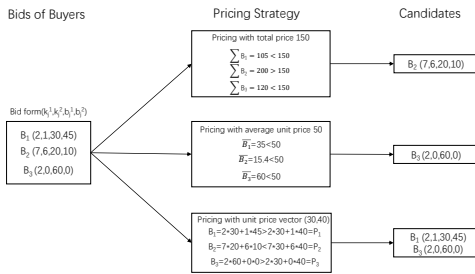 Bids of Buyers
Pricing Strategy
Candidates
Bid form(kⱼ¹,kⱼ²,bⱼ¹,bⱼ²)
B₁ (2,1,30,45)
B₂ (7,6,20,10)
B₃ (2,0,60,0)
Pricing with total price 150
∑ B₁ = 105 < 150
∑ B₂ = 200 > 150
∑ B₃ = 120 < 150
B₂ (7,6,20,10)
Pricing with average unit price 50
B̅₁=35<50
B̅₂=15.4<50
B̅₃=60<50
B₃ (2,0,60,0)
Pricing with unit price vector (30,40)
B₁=2*30+1*45>2*30+1*40=P₁
B₂=7*20+6*10<7*30+6*40=P₂
B₃=2*60+0*0>2*30+0*40=P₃
B₁ (2,1,30,45)
B₃ (2,0,60,0)